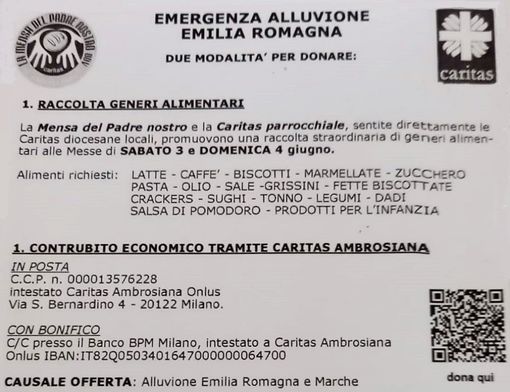 LA MENSA DEL PADRE NOSTRO ONLUS
caritas
EMERGENZA ALLUVIONE
EMILIA ROMAGNA
DUE MODALITA' PER DONARE:
caritas
1. RACCOLTA GENERI ALIMENTARI
La Mensa del Padre nostro e la Caritas parrocchiale, sentite direttamente le
Caritas diocesane locali, promuovono una raccolta straordinaria di generi alimen-
tari alle Messe di SABATO 3 e DOMENICA 4 giugno.
Alimenti richiesti: LATTE - CAFFE' - BISCOTTI - MARMELLATE - ZUCCHERO
PASTA - OLIO - SALE -GRISSINI - FETTE BISCOTTATE
CRACKERS - SUGHI - TONNO - LEGUMI - DADI
SALSA DI POMODORO - PRODOTTI PER L'INFANZIA
1. CONTRUBITO ECONOMICO TRAMITE CARITAS AMBROSIANA
IN POSTA
C.C.P. n. 000013576228
intestato Caritas Ambrosiana Onlus
Via S. Bernardino 4 - 20122 Milano.
CON BONIFICO
C/C presso il Banco BPM Milano, intestato a Caritas Ambrosiana
Onlus IBAN:IT82Q0503401647000000064700
dona qui
CAUSALE OFFERTA: Alluvione Emilia Romagna e Marche